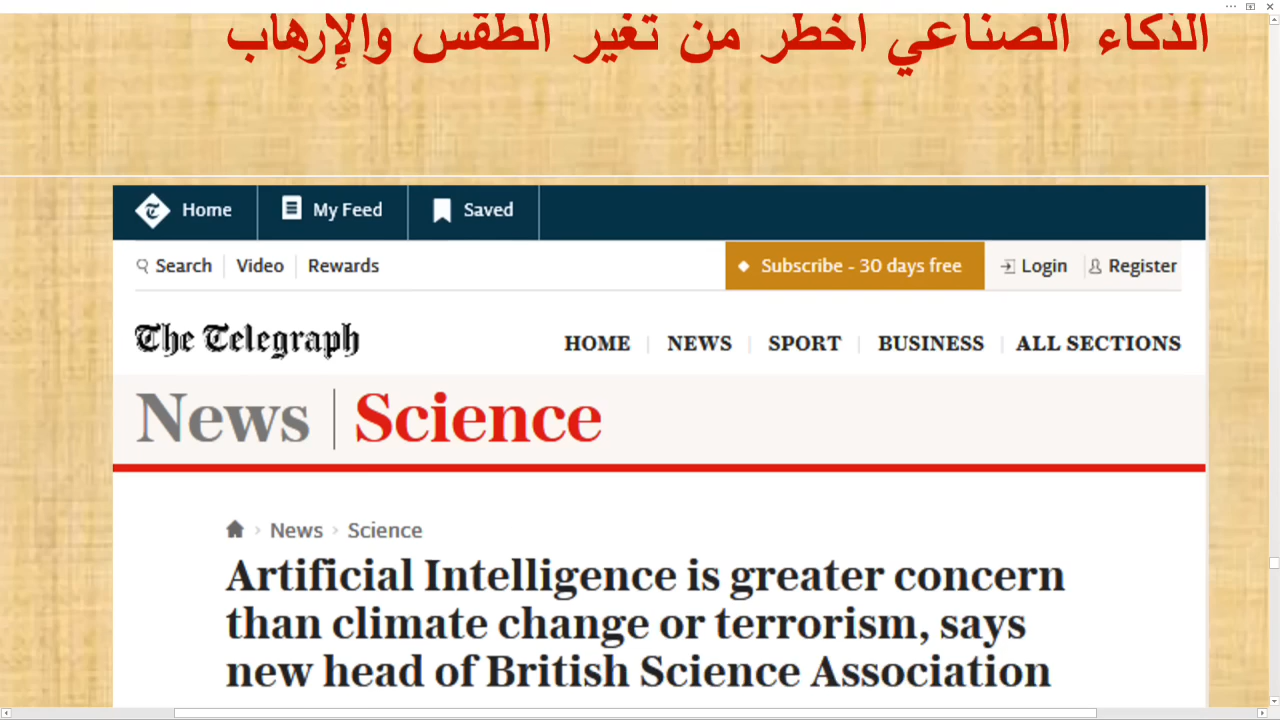 الذكاء الصناعي أخطر من تغير الطقس والإرهاب
Home My Feed Saved
Search Video Rewards Subscribe - 30 days free Login Register
The Telegraph HOME NEWS SPORT BUSINESS ALL SECTIONS
News Science
News Science
Artificial Intelligence is greater concern
than climate change or terrorism, says
new head of British Science Association